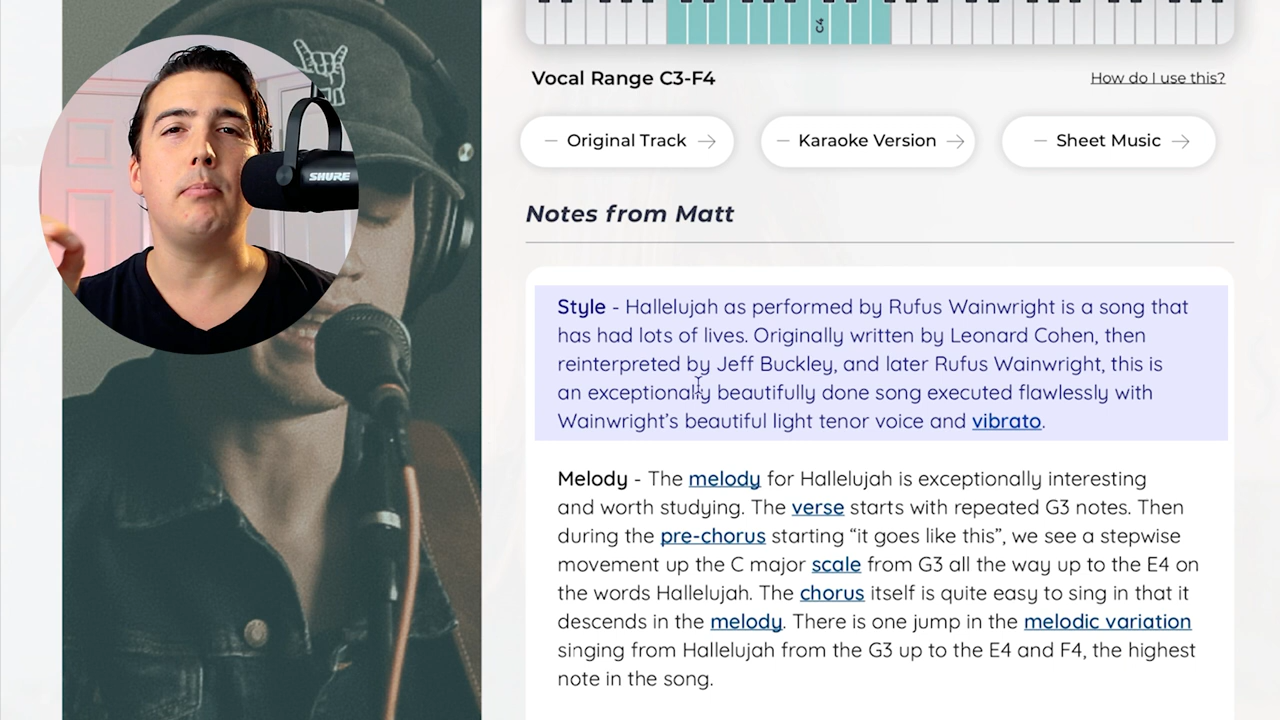 C4
Vocal Range C3-F4
How do I use this?
Original Track
Karaoke Version
Sheet Music
SHURE
Notes from Matt
Style - Hallelujah as performed by Rufus Wainwright is a song that
has had lots of lives. Originally written by Leonard Cohen, then
reinterpreted by Jeff Buckley, and later Rufus Wainwright, this is
an exceptionally beautifully done song executed flawlessly with
Wainwright’s beautiful light tenor voice and vibrato.
Melody - The melody for Hallelujah is exceptionally interesting
and worth studying. The verse starts with repeated G3 notes. Then
during the pre-chorus starting “it goes like this”, we see a stepwise
movement up the C major scale from G3 all the way up to the E4 on
the words Hallelujah. The chorus itself is quite easy to sing in that it
descends in the melody. There is one jump in the melodic variation
singing from Hallelujah from the G3 up to the E4 and F4, the highest
note in the song.